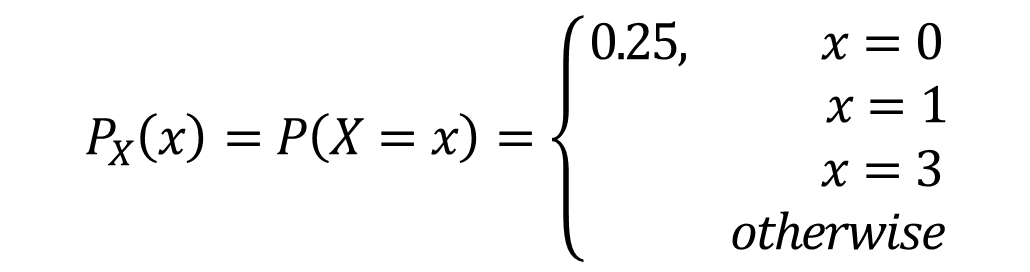 P_X(x) = P(X = x) = { 0.25, x = 0
x = 1
x = 3
otherwise